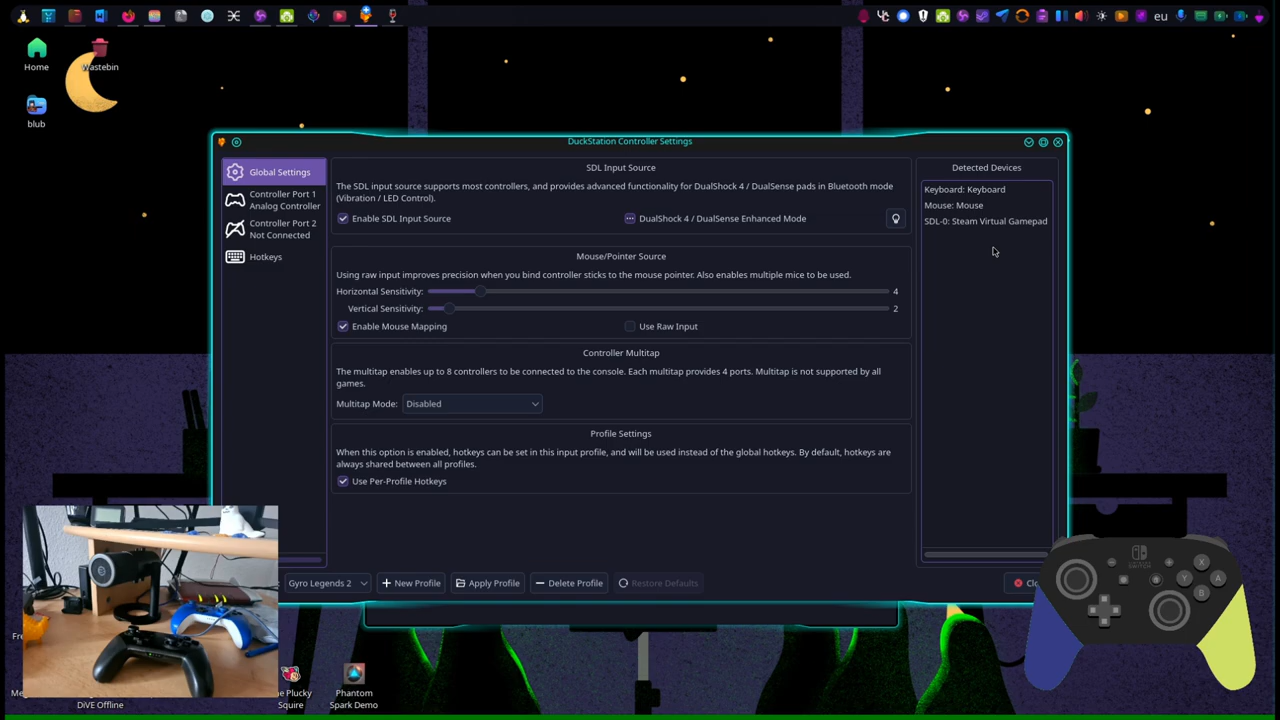 eu
Home
Wastebin
blub
DuckStation Controller Settings
Global Settings
Controller Port 1
Analog Controller
Controller Port 2
Not Connected
Hotkeys
SDL Input Source
The SDL input source supports most controllers, and provides advanced functionality for DualShock 4 / DualSense pads in Bluetooth mode
(Vibration / LED Control).
Enable SDL Input Source
DualShock 4 / DualSense Enhanced Mode
Mouse/Pointer Source
Using raw input improves precision when you bind controller sticks to the mouse pointer. Also enables multiple mice to be used.
Horizontal Sensitivity:
4
Vertical Sensitivity:
2
Enable Mouse Mapping
Use Raw Input
Controller Multitap
The multitap enables up to 8 controllers to be connected to the console. Each multitap provides 4 ports. Multitap is not supported by all
games.
Multitap Mode:
Disabled
Profile Settings
When this option is enabled, hotkeys can be set in this input profile, and will be used instead of the global hotkeys. By default, hotkeys are
always shared between all profiles.
Use Per-Profile Hotkeys
Detected Devices
Keyboard: Keyboard
Mouse: Mouse
SDL-0: Steam Virtual Gamepad
Gyro Legends 2
New Profile
Apply Profile
Delete Profile
Restore Defaults
Clo
X
Y
A
B
Fre
Me
DiVE Offline
e Plucky
Squire
Phantom
Spark Demo